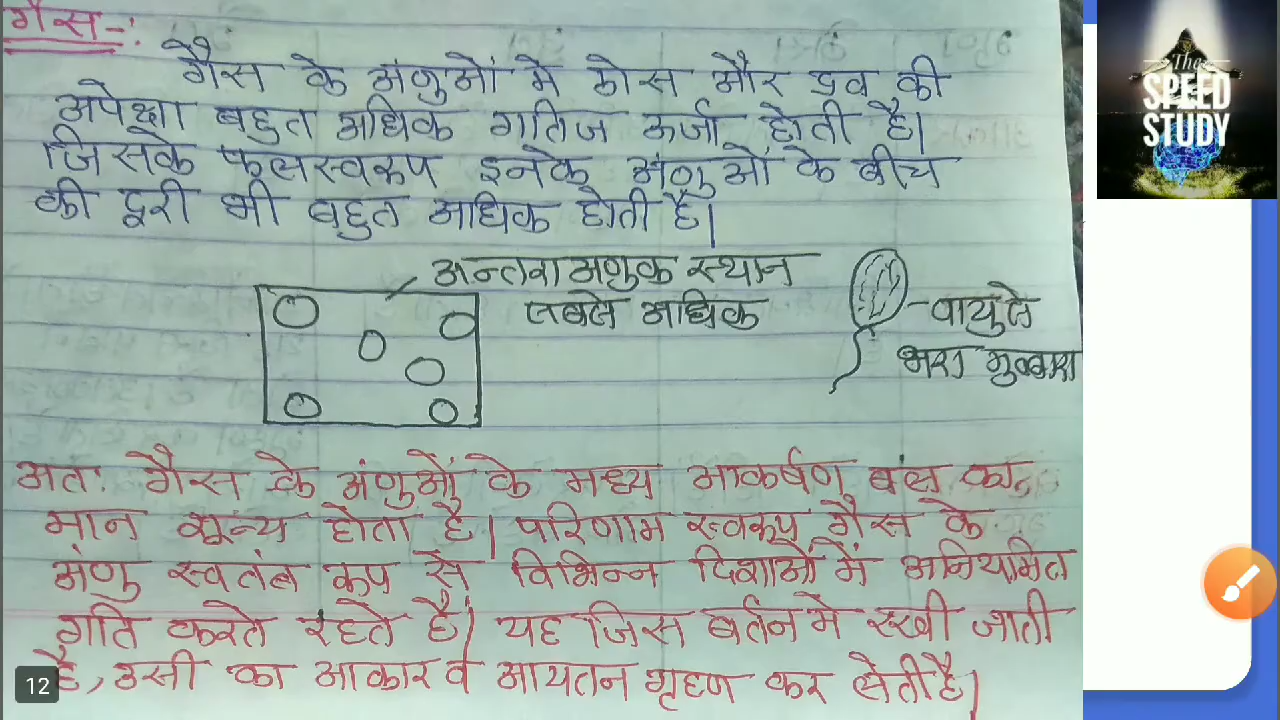 गैस -:
गैस के अंणुओं मे ठोस और द्रव की
अपेक्षा बहुत अधिक गतिज ऊर्जा होती है।
जिसके फलस्वरूप इनके अंणुओं के बीच
की दूरी भी बहुत अधिक होती है।
अन्तराअणुक स्थान
सबसे अधिक
वायुसे
भरा गुब्बारा
अतः गैस के अंणुओं के मध्य आकर्षण बल का
मान शून्य होता है। परिणाम स्वरूप गैस के
अंणु स्वतंत्र रूप से विभिन्न दिशाओं में अनियमित
गति करते रहते है। यह जिस बर्तन मे रखी जाती
है, उसी का आकार व आयतन गृहण कर लेती है।
12
The
SPEED
STUDY